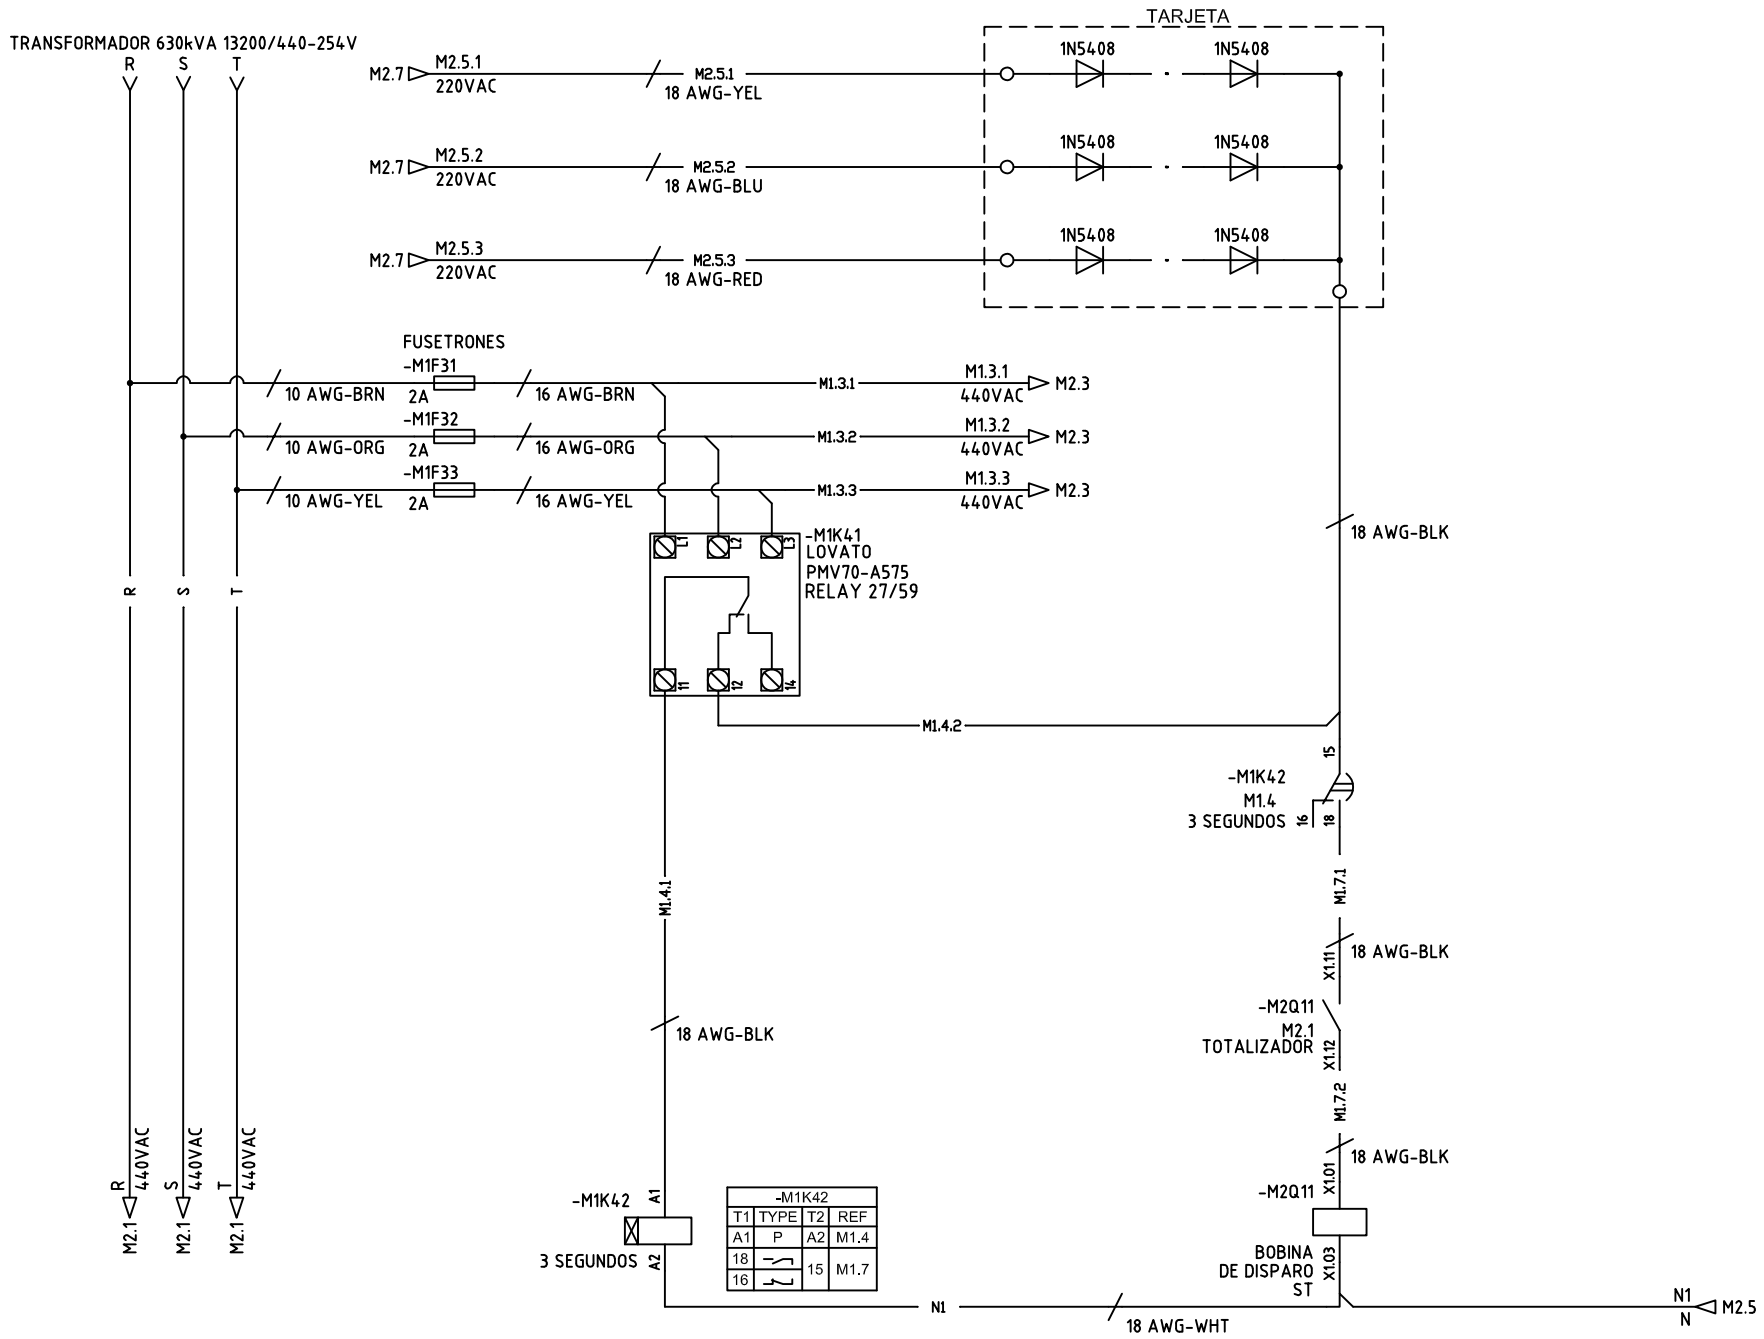 TARJETA
TRANSFORMADOR 630kVA 13200/440-254V
R S T
M2.7 M2.5.1 M2.5.1 1N5408 1N5408
220VAC 18 AWG-YEL
M2.7 M2.5.2 M2.5.2 1N5408 1N5408
220VAC 18 AWG-BLU
M2.7 M2.5.3 M2.5.3 1N5408 1N5408
220VAC 18 AWG-RED
FUSETRONES
-M1F31 M1.3.1 M1.3.1 M2.3
10 AWG-BRN 2A 16 AWG-BRN 440VAC
-M1F32 M1.3.2 M1.3.2 M2.3
10 AWG-ORG 2A 16 AWG-ORG 440VAC
-M1F33 M1.3.3 M1.3.3 M2.3
10 AWG-YEL 2A 16 AWG-YEL 440VAC
18 AWG-BLK
L1 L2 L3
-M1K41
LOVATO
PMV70-A575
RELAY 27/59
R S T
11 12 14
M1.4.2
15
-M1K42
M1.4
3 SEGUNDOS
16 18
M1.4.1
M1.7.1
18 AWG-BLK
X1.11
-M2Q11
M2.1
TOTALIZADOR
X1.12
18 AWG-BLK
M1.7.2
18 AWG-BLK
X1.01
R 440VAC S 440VAC T 440VAC
M2.1 M2.1 M2.1
-M1K42
A1
3 SEGUNDOS
A2
-M1K42
T1 TYPE T2 REF
A1 P A2 M1.4
18 15 M1.7
16
-M2Q11
BOBINA
DE DISPARO
ST
X1.03
N1
18 AWG-WHT
N1
N
M2.5